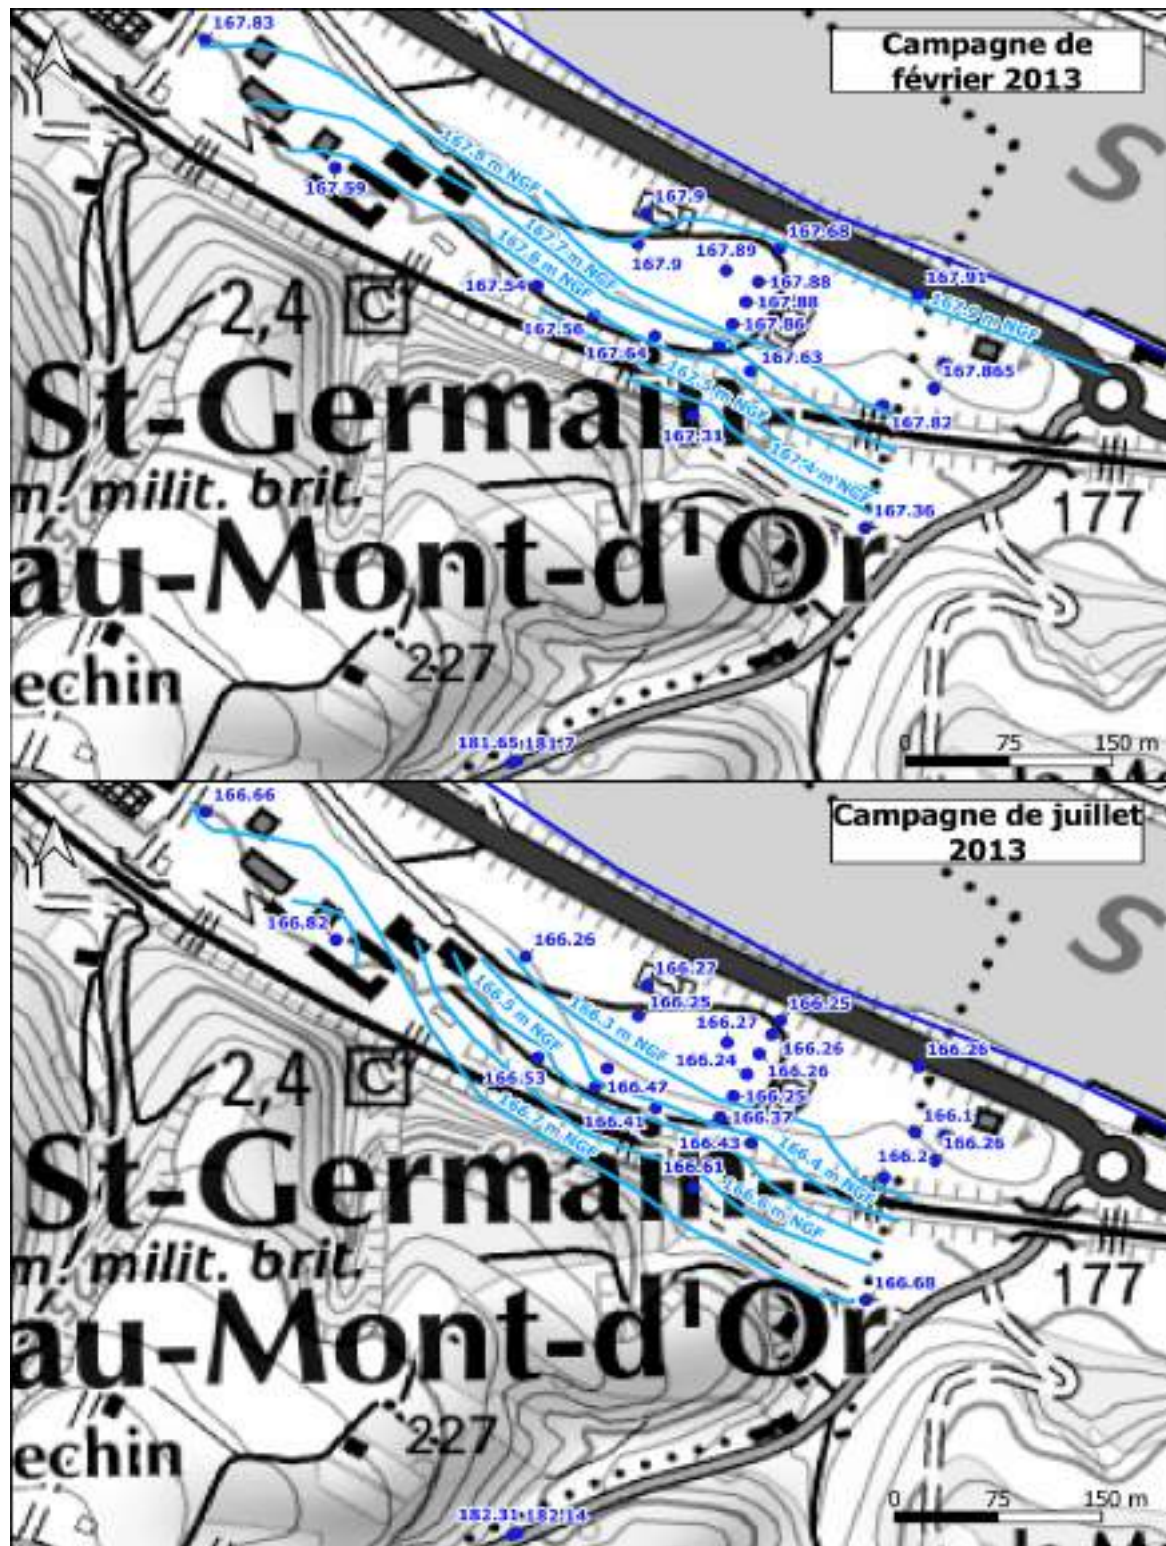 167.83
Campagne de
février 2013
S
167.8 m NGF
167.59
167.9
167.68
167.7 m NGF
167.89
167.6 m NGF
167.9
167.88
167.91
2,4 C
167.54
167.88
167.9 m NGF
167.56
167.86
167.64
167.63
167.865
167.5 m NGF
St-Germain-
167.82
167.31
167.4 m NGF
m. milit. brit.
167.36
177
au-Mont-d'Or
227
echin
181.65 181.7
0 75 150 m
166.66
Campagne de juillet
2013
S
166.82
166.26
166.27
166.5 m NGF
166.25
166.25
166.3 m NGF
166.27
166.26
166.26
166.24
2,4 C
166.53
166.26
166.47
166.25
166.7 m NGF
166.41
166.37
166.1
166.43
166.26
166.2
166.4 m NGF
166.61
St-Germain-
166.6 m NGF
m. milit. brit.
166.68
177
au-Mont-d'Or
227
echin
182.31 182.14
0 75 150 m